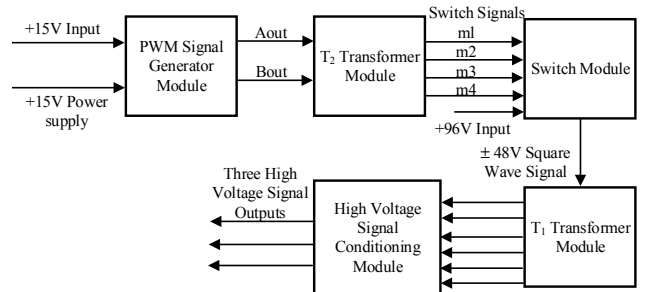 +15V Input
+15V Power
supply
PWM Signal
Generator
Module
Aout
Bout
T₂ Transformer
Module
Switch Signals
m1
m2
m3
m4
+96V Input
Switch Module
± 48V Square
Wave Signal
T₁ Transformer
Module
High Voltage
Signal
Conditioning
Module
Three High
Voltage Signal
Outputs